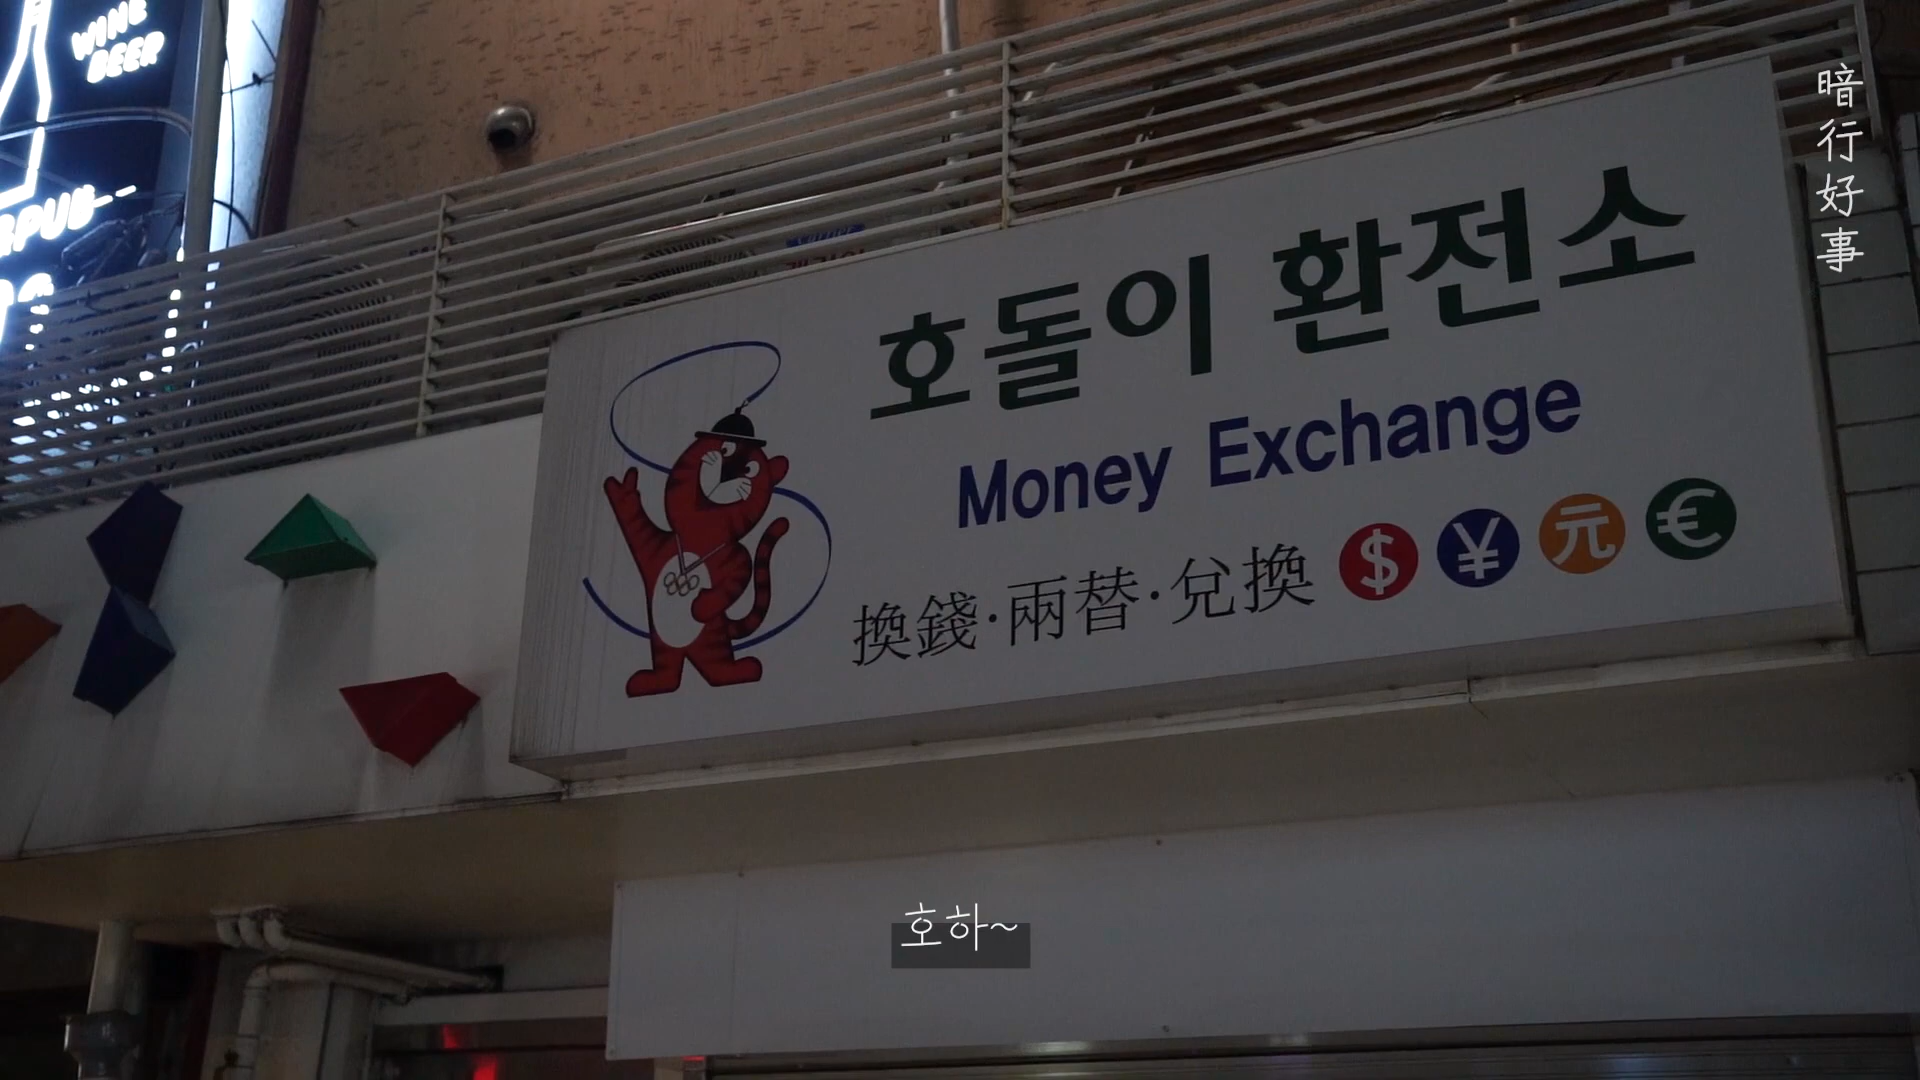 WINE
BEER
暗行好事
호돌이 환전소
Money Exchange
換錢·兩替·兌換 $ ¥ 元 €
호하~